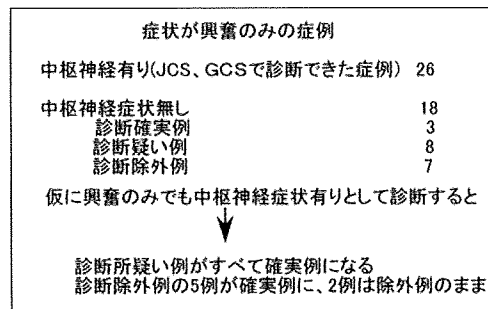 症状が興奮のみの症例
中枢神経有り(JCS、GCSで診断できた症例) 26
中枢神経症状無し 18
診断確実例 3
診断疑い例 8
診断除外例 7
仮に興奮のみでも中枢神経症状有りとして診断すると
診断所疑い例がすべて確実例になる
診断除外例の5例が確実例に、2例は除外例のまま